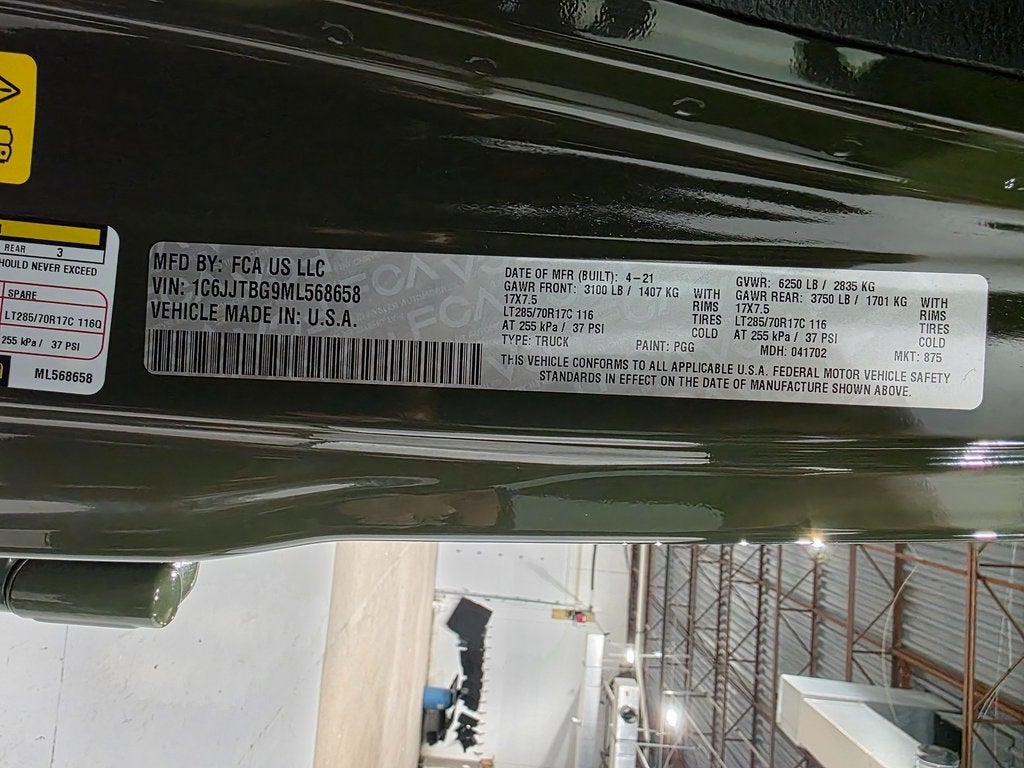 REAR 3
HOULD NEVER EXCEED
SPARE
LT285/70R17C 116Q
255 kPa / 37 PSI
ML568658
MFD BY: FCA US LLC
VIN: 1C6JJTBG9ML568658
VEHICLE MADE IN: U.S.A.
DATE OF MFR (BUILT): 4-21
GAWR FRONT: 3100 LB / 1407 KG WITH
17X7.5 RIMS
LT285/70R17C 116 TIRES
AT 255 kPa / 37 PSI COLD
TYPE: TRUCK PAINT: PGG
GVWR: 6250 LB / 2835 KG
GAWR REAR: 3750 LB / 1701 KG WITH
17X7.5 RIMS
LT285/70R17C 116 TIRES
AT 255 kPa / 37 PSI COLD
MDH: 041702 MKT: 875
THIS VEHICLE CONFORMS TO ALL APPLICABLE U.S.A. FEDERAL MOTOR VEHICLE SAFETY
STANDARDS IN EFFECT ON THE DATE OF MANUFACTURE SHOWN ABOVE.